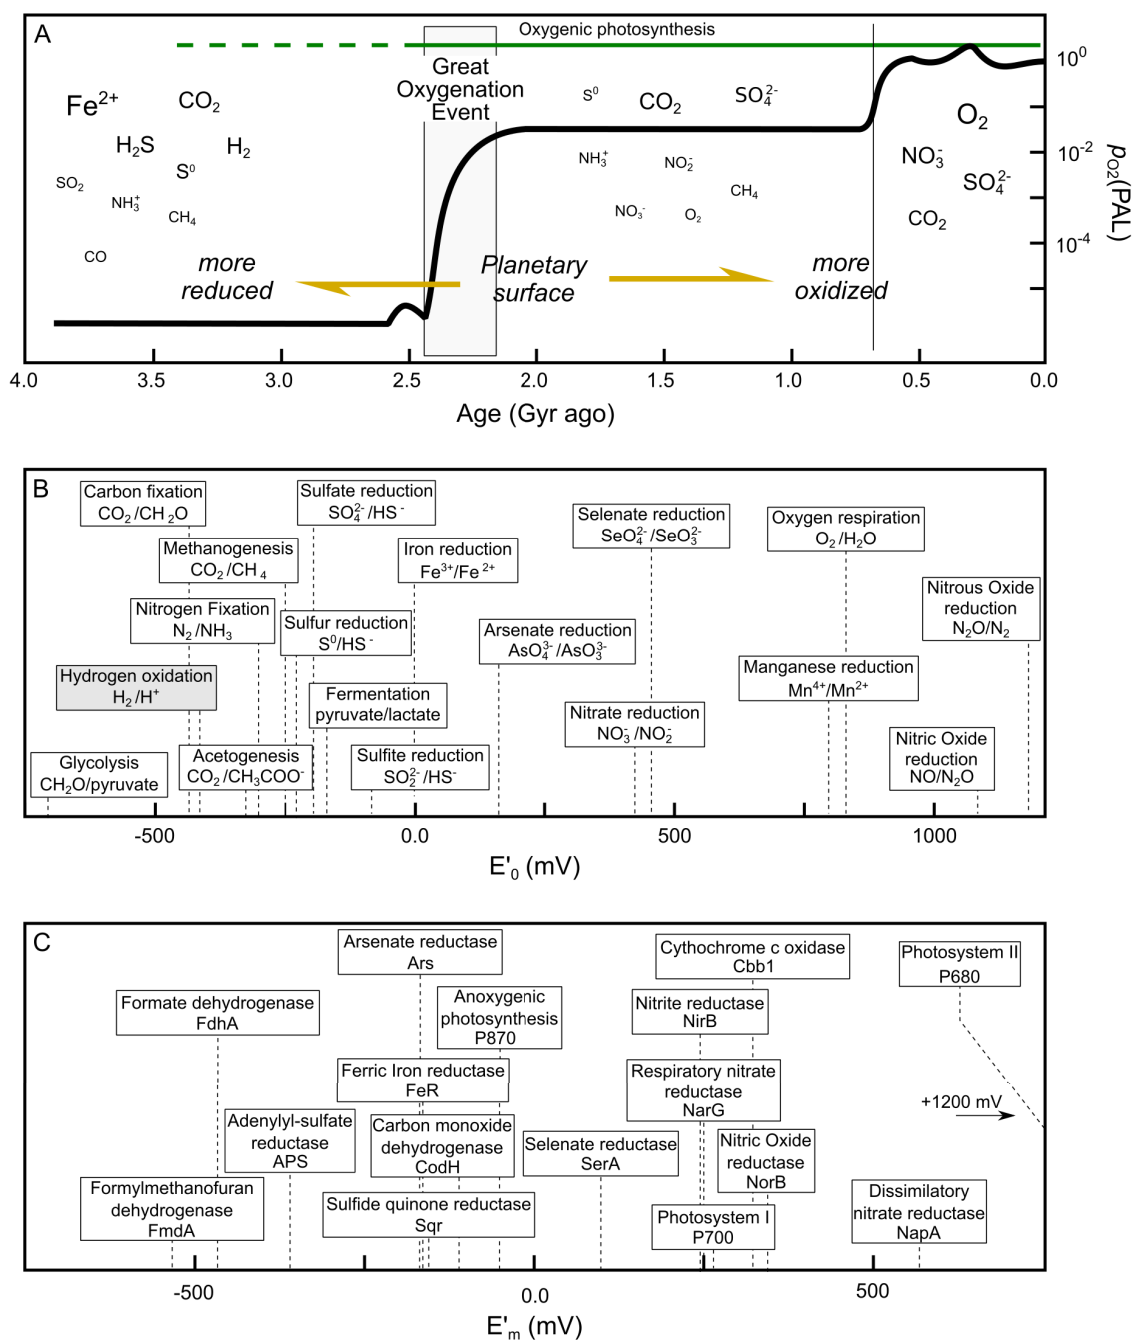 A
Oxygenic photosynthesis
Great
Oxygenation
Event
Fe2+
CO2
H2S
H2
S0
SO2
NH3+
CH4
CO
S0
CO2
SO42-
NH3+
NO2-
CH4
NO3-
O2
O2
NO3-
SO42-
CO2
more
reduced
Planetary
surface
more
oxidized
100
10-2
10-4
pO2(PAL)
4.0 3.5 3.0 2.5 2.0 1.5 1.0 0.5 0.0
Age (Gyr ago)
B
Carbon fixation
CO2/CH2O
Sulfate reduction
SO42-/HS-
Methanogenesis
CO2/CH4
Iron reduction
Fe3+/Fe2+
Selenate reduction
SeO42-/SeO32-
Oxygen respiration
O2/H2O
Nitrogen Fixation
N2/NH3
Sulfur reduction
S0/HS-
Arsenate reduction
AsO43-/AsO33-
Nitrous Oxide
reduction
N2O/N2
Hydrogen oxidation
H2/H+
Fermentation
pyruvate/lactate
Nitrate reduction
NO3-/NO2-
Manganese reduction
Mn4+/Mn2+
Glycolysis
CH2O/pyruvate
Acetogenesis
CO2/CH3COO-
Sulfite reduction
SO22-/HS-
Nitric Oxide
reduction
NO/N2O
-500 0.0 500 1000
E'0 (mV)
C
Arsenate reductase
Ars
Cythochrome c oxidase
Cbb1
Photosystem II
P680
Formate dehydrogenase
FdhA
Anoxygenic
photosynthesis
P870
Nitrite reductase
NirB
Ferric Iron reductase
FeR
Respiratory nitrate
reductase
NarG
+1200 mV
Adenylyl-sulfate
reductase
APS
Carbon monoxide
dehydrogenase
CodH
Selenate reductase
SerA
Nitric Oxide
reductase
NorB
Formylmethanofuran
dehydrogenase
FmdA
Sulfide quinone reductase
Sqr
Photosystem I
P700
Dissimilatory
nitrate reductase
NapA
-500 0.0 500
E'm (mV)